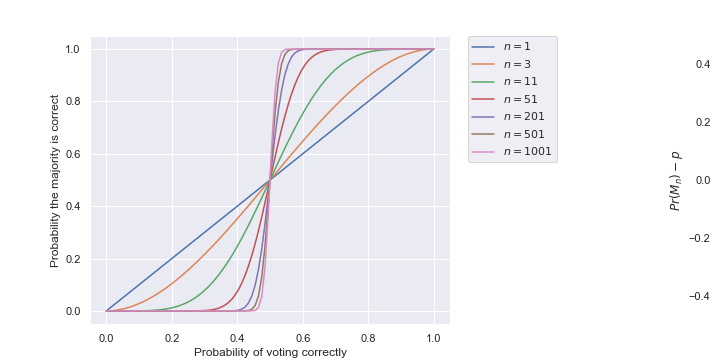 Probability the majority is correct
1.0
0.8
0.6
0.4
0.2
0.0
0.0 0.2 0.4 0.6 0.8 1.0
Probability of voting correctly
n = 1
n = 3
n = 11
n = 51
n = 201
n = 501
n = 1001
Pr(Mₙ) − p
0.4
0.2
0.0
−0.2
−0.4